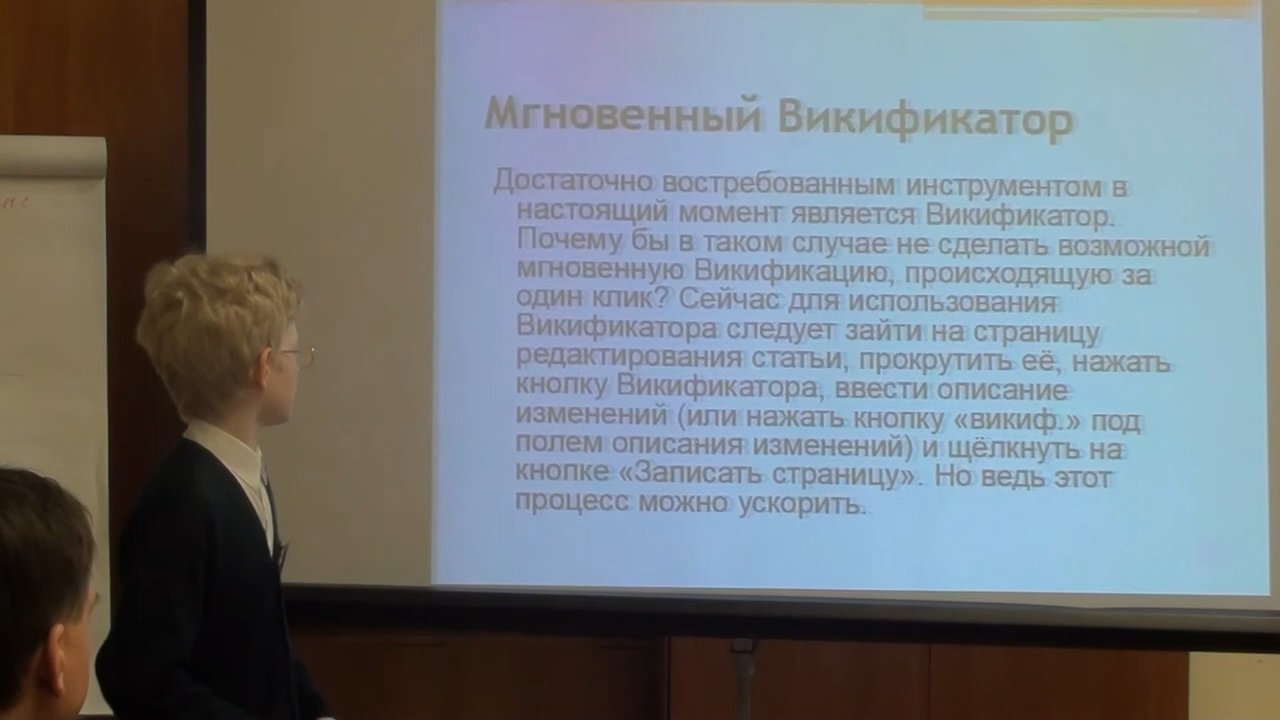 Мгновенный Викификатор
Достаточно востребованным инструментом в
настоящий момент является Викификатор.
Почему бы в таком случае не сделать возможной
мгновенную Викификацию, происходящую за
один клик? Сейчас для использования
Викификатора следует зайти на страницу
редактирования статьи, прокрутить её, нажать
кнопку Викификатора, ввести описание
изменений (или нажать кнопку «викиф.» под
полем описания изменений) и щёлкнуть на
кнопке «Записать страницу». Но ведь этот
процесс можно ускорить.